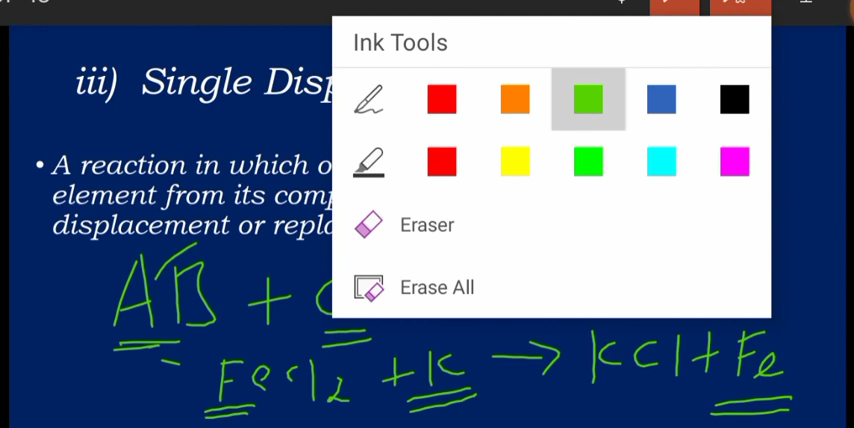 Ink Tools
iii) Single Disp
• A reaction in which o
element from its comp
displacement or repla
Eraser
Erase All
AB + C
FeCl2 + K → KCl + Fe